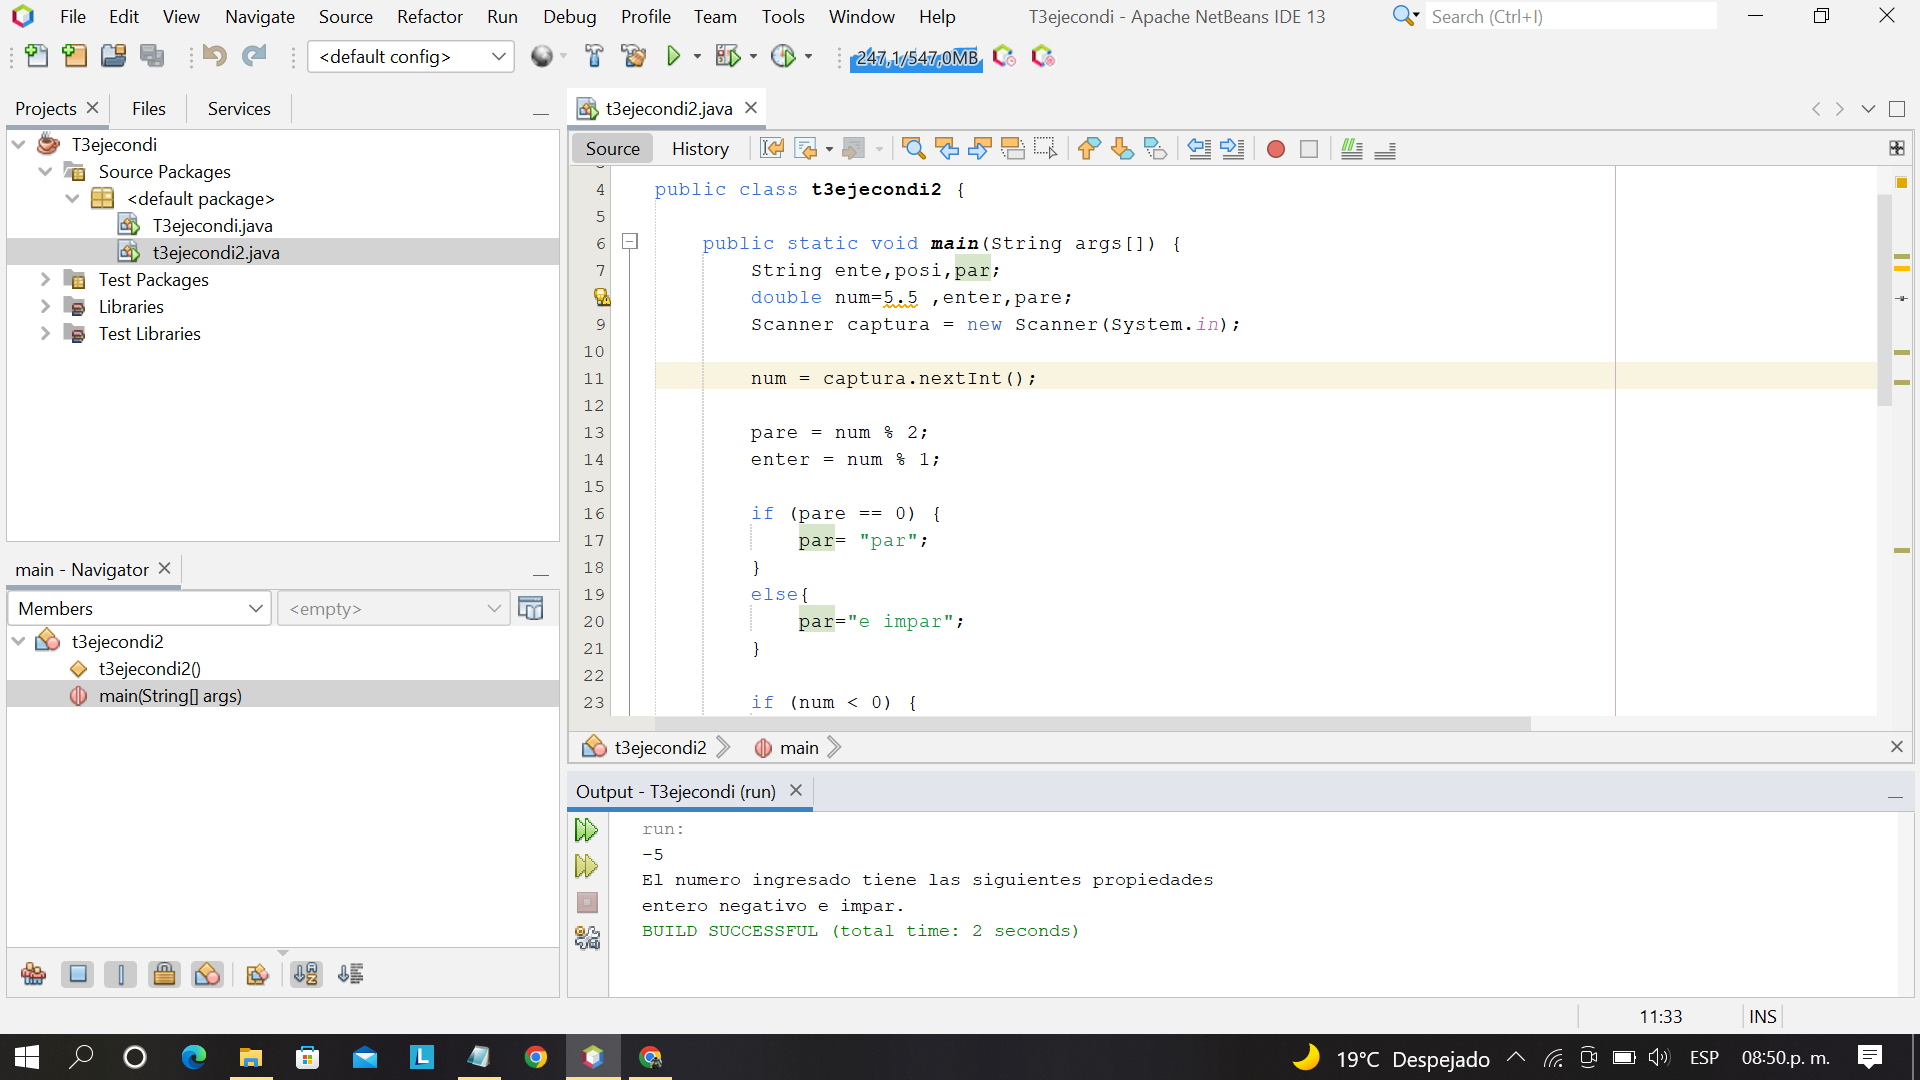 File Edit View Navigate Source Refactor Run Debug Profile Team Tools Window Help T3ejecondi - Apache NetBeans IDE 13 Search (Ctrl+I)
<default config> 247,1/547,0MB
Projects Files Services
T3ejecondi
Source Packages
<default package>
T3ejecondi.java
t3ejecondi2.java
Test Packages
Libraries
Test Libraries
main - Navigator
Members <empty>
t3ejecondi2
t3ejecondi2()
main(String[] args)
t3ejecondi2.java
Source History
4 public class t3ejecondi2 {
5
6 public static void main(String args[]) {
7 String ente,posi,par;
double num=5.5 ,enter,pare;
9 Scanner captura = new Scanner(System.in);
10
11 num = captura.nextInt();
12
13 pare = num % 2;
14 enter = num % 1;
15
16 if (pare == 0) {
17 par= "par";
18 }
19 else{
20 par="e impar";
21 }
22
23 if (num < 0) {
t3ejecondi2 main
Output - T3ejecondi (run)
run:
-5
El numero ingresado tiene las siguientes propiedades
entero negativo e impar.
BUILD SUCCESSFUL (total time: 2 seconds)
11:33 INS
19°C Despejado ESP 08:50 p. m.